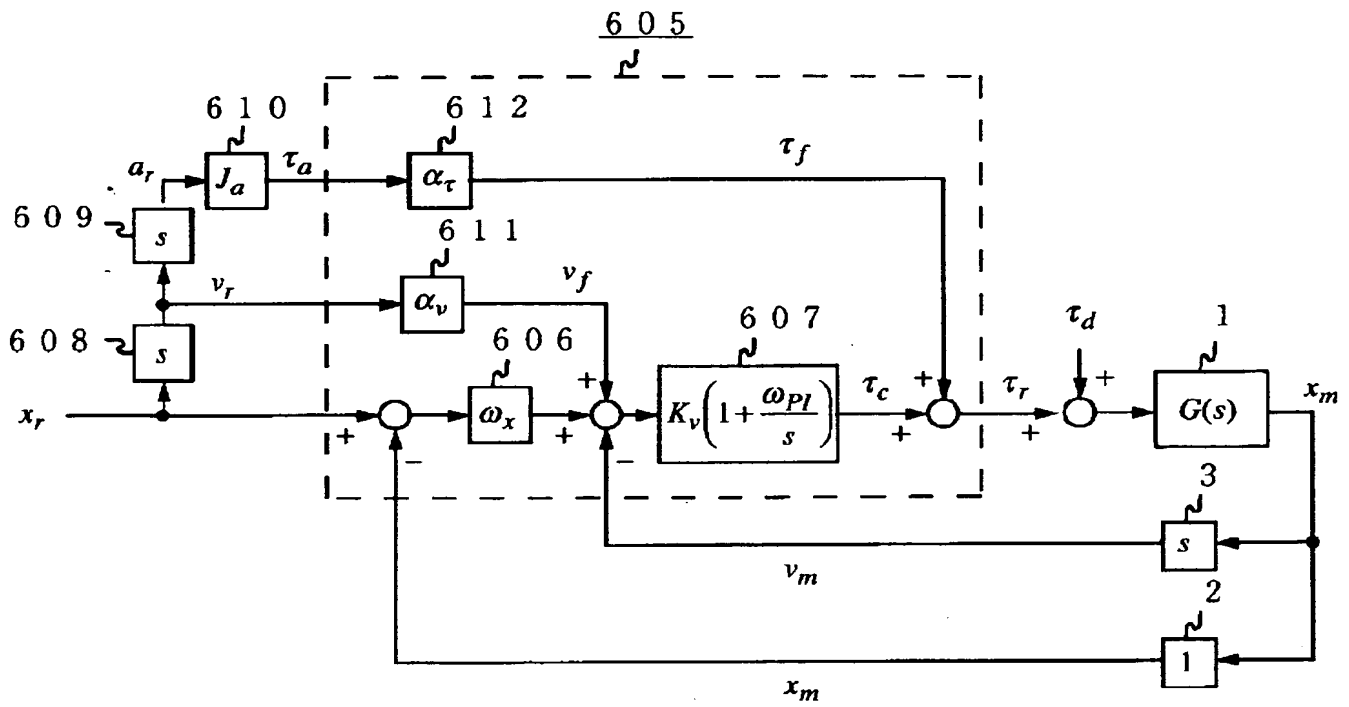 605
610
612
a_r
J_a
τ_a
α_τ
τ_f
609
s
611
v_r
α_v
v_f
607
τ_d
1
608
s
606
x_r
+
−
ω_x
+
+
−
K_v(1 + ω_PI/s)
τ_c
+
+
τ_r
+
+
G(s)
x_m
3
s
v_m
2
1
x_m